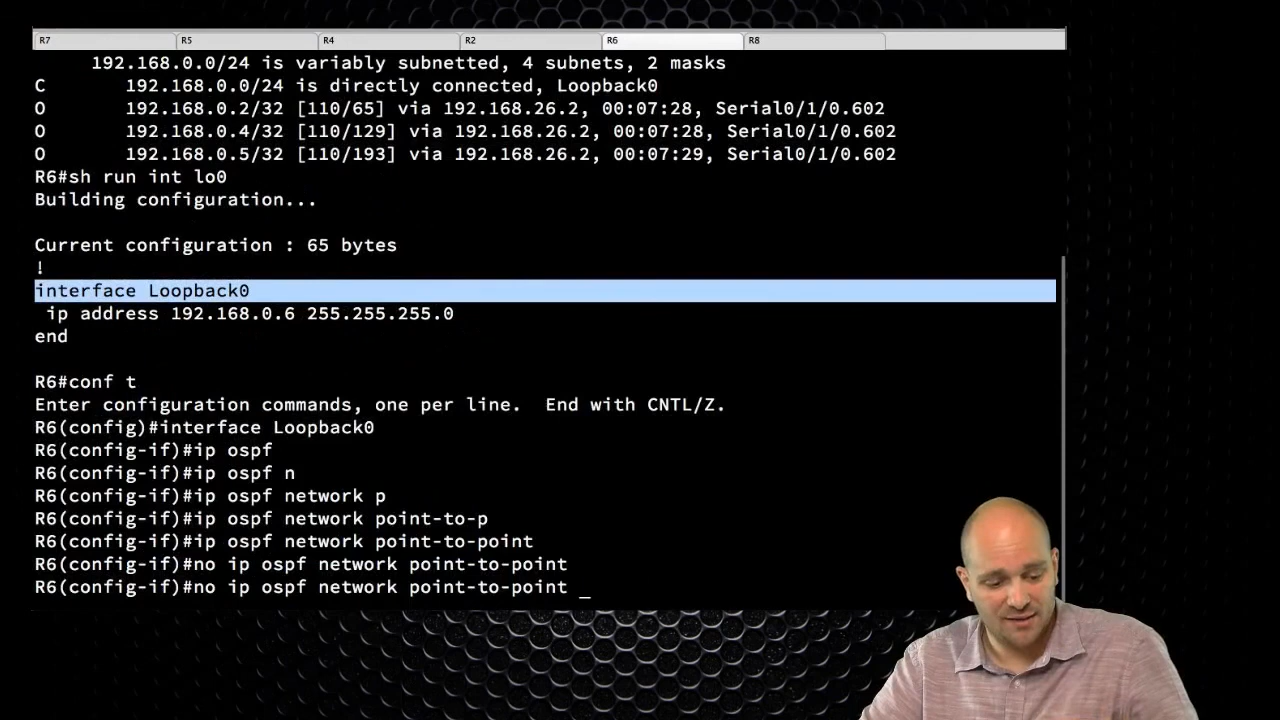 R7 R5 R4 R2 R6 R8
192.168.0.0/24 is variably subnetted, 4 subnets, 2 masks
C 192.168.0.0/24 is directly connected, Loopback0
O 192.168.0.2/32 [110/65] via 192.168.26.2, 00:07:28, Serial0/1/0.602
O 192.168.0.4/32 [110/129] via 192.168.26.2, 00:07:28, Serial0/1/0.602
O 192.168.0.5/32 [110/193] via 192.168.26.2, 00:07:29, Serial0/1/0.602
R6#sh run int lo0
Building configuration...
Current configuration : 65 bytes
!
interface Loopback0
ip address 192.168.0.6 255.255.255.0
end
R6#conf t
Enter configuration commands, one per line. End with CNTL/Z.
R6(config)#interface Loopback0
R6(config-if)#ip ospf
R6(config-if)#ip ospf n
R6(config-if)#ip ospf network p
R6(config-if)#ip ospf network point-to-p
R6(config-if)#ip ospf network point-to-point
R6(config-if)#no ip ospf network point-to-point
R6(config-if)#no ip ospf network point-to-point _